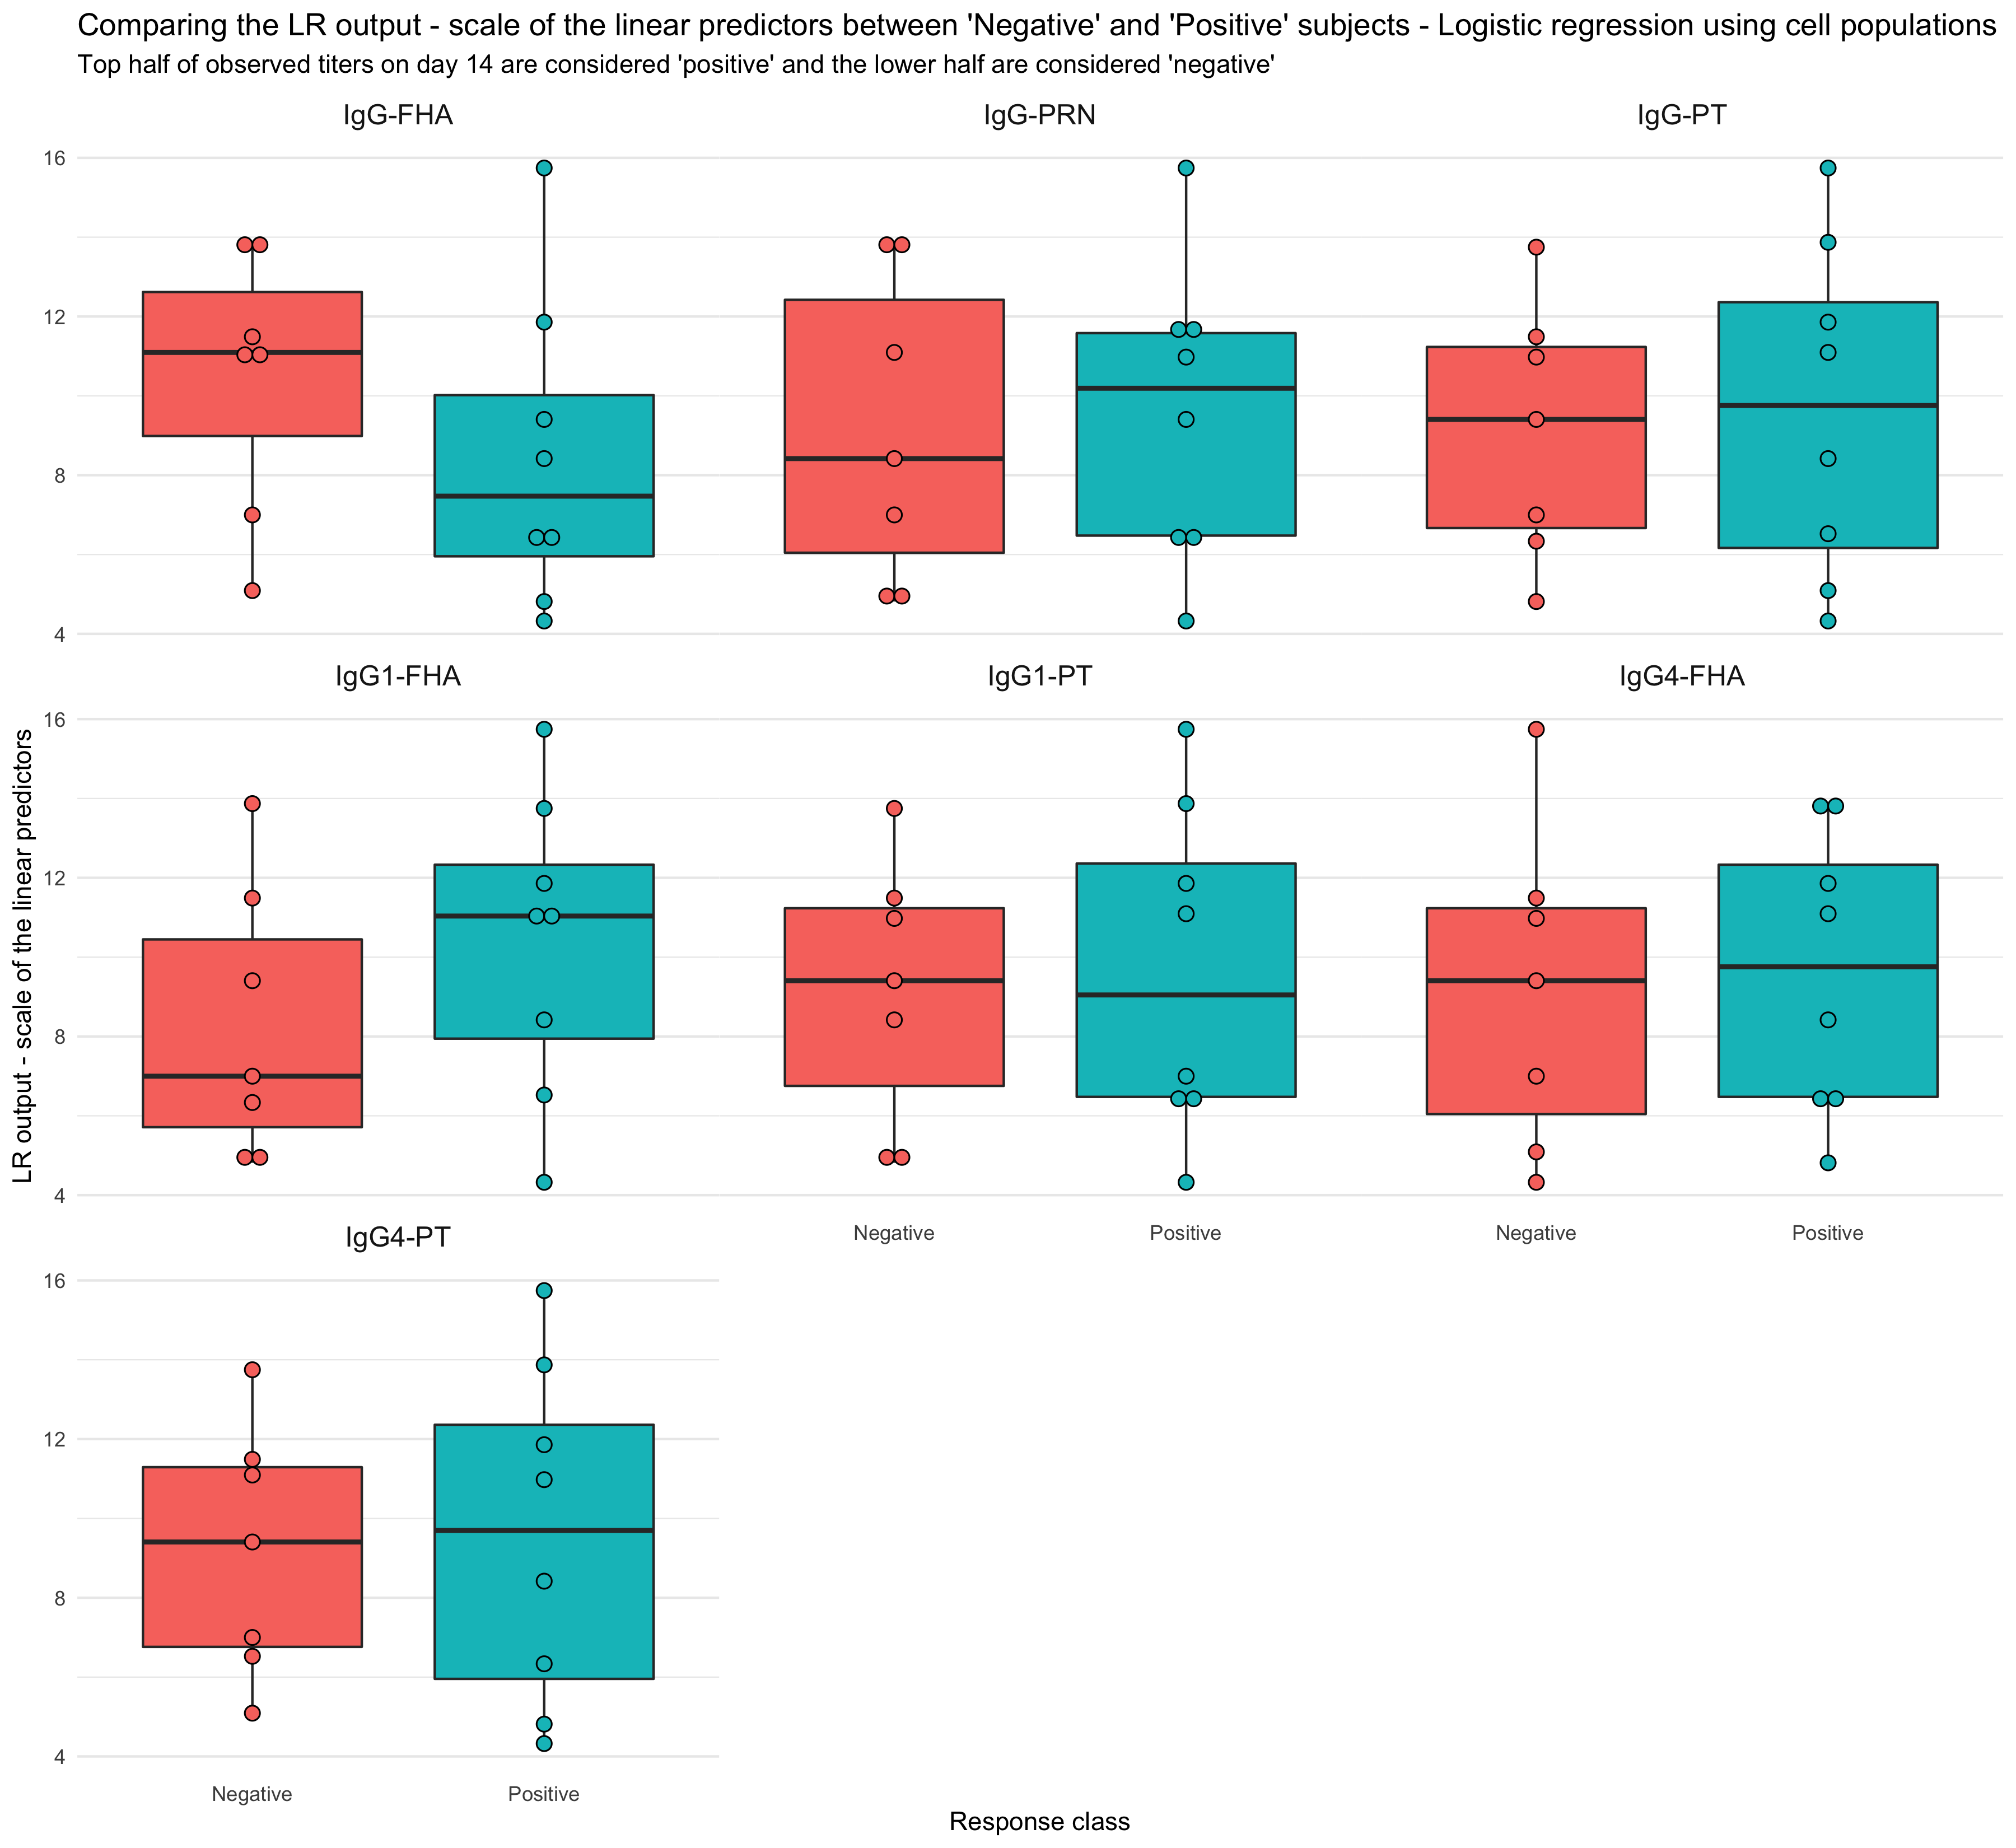 Comparing the LR output - scale of the linear predictors between 'Negative' and 'Positive' subjects - Logistic regression using cell populations
Top half of observed titers on day 14 are considered 'positive' and the lower half are considered 'negative'
IgG-FHA
IgG-PRN
IgG-PT
16
12
8
4
IgG1-FHA
IgG1-PT
IgG4-FHA
16
12
8
4
LR output - scale of the linear predictors
Negative
Positive
Negative
Positive
IgG4-PT
16
12
8
4
Negative
Positive
Response class